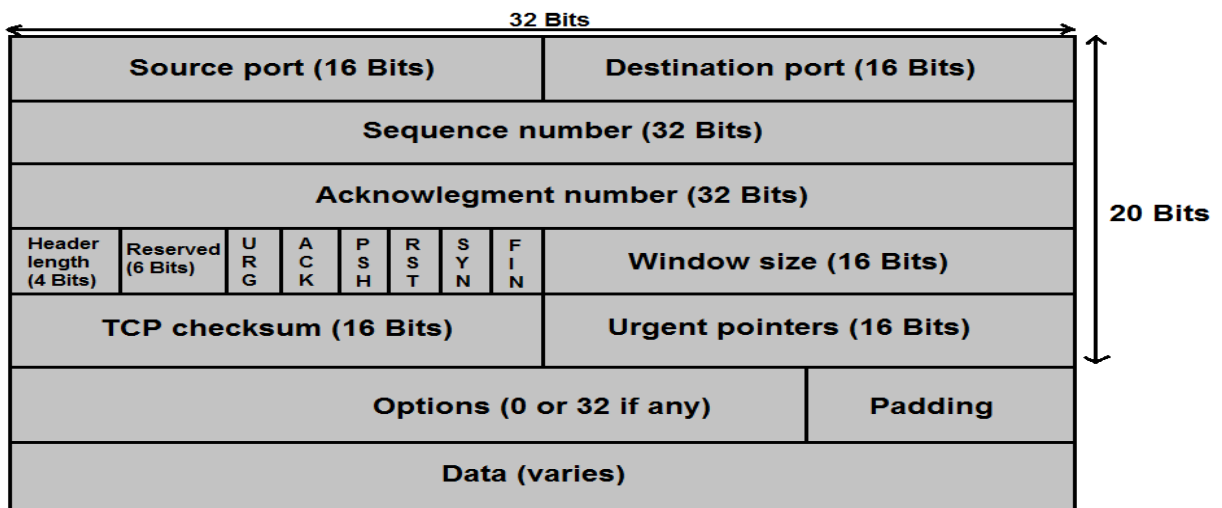 32 Bits
Source port (16 Bits)
Destination port (16 Bits)
Sequence number (32 Bits)
Acknowlegment number (32 Bits)
20 Bits
Header
length
(4 Bits)
Reserved
(6 Bits)
URG
ACK
PSH
RST
SYN
FIN
Window size (16 Bits)
TCP checksum (16 Bits)
Urgent pointers (16 Bits)
Options (0 or 32 if any)
Padding
Data (varies)